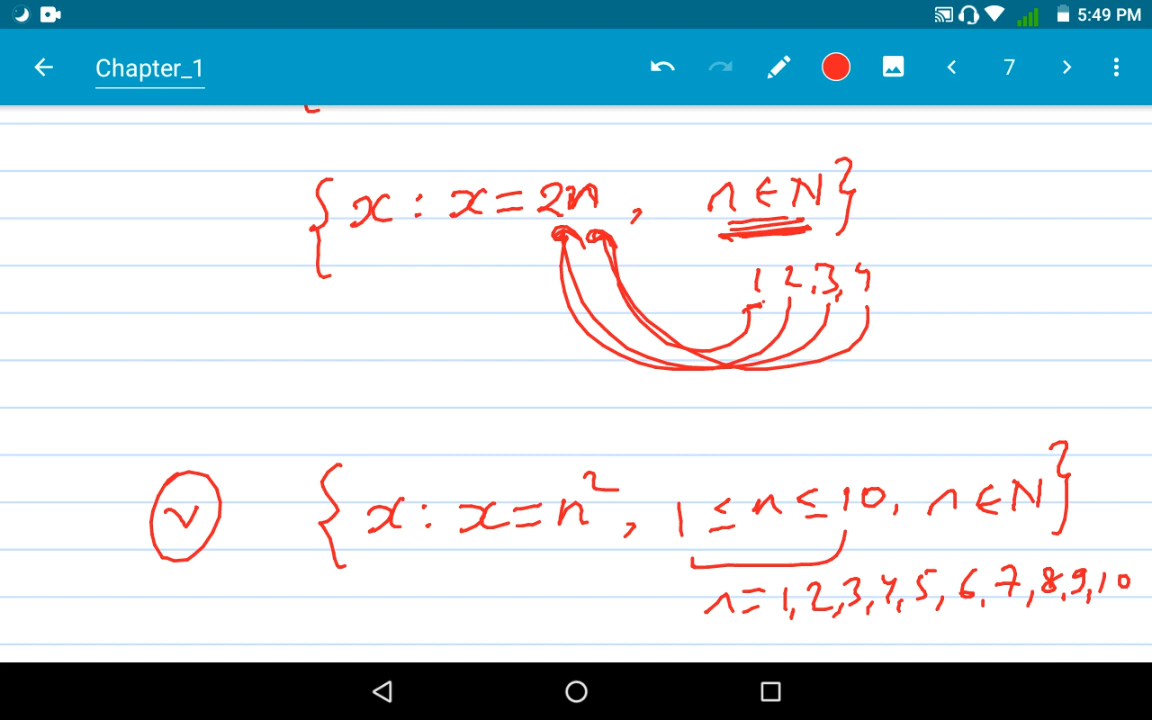 5:49 PM
Chapter_1
7
{x : x = 2n, n ∈ N}
1 2, 3, 4
(v) {x : x = n², 1 ≤ n ≤ 10, n ∈ N}
n = 1, 2, 3, 4, 5, 6, 7, 8, 9, 10